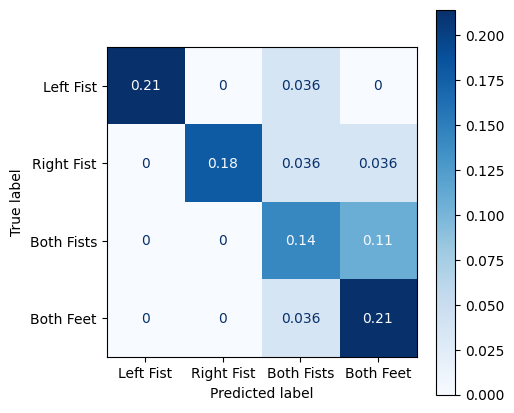 Left Fist 0.21 0 0.036 0
Right Fist 0 0.18 0.036 0.036
Both Fists 0 0 0.14 0.11
Both Feet 0 0 0.036 0.21
Left Fist Right Fist Both Fists Both Feet
Predicted label
True label
0.200
0.175
0.150
0.125
0.100
0.075
0.050
0.025
0.000